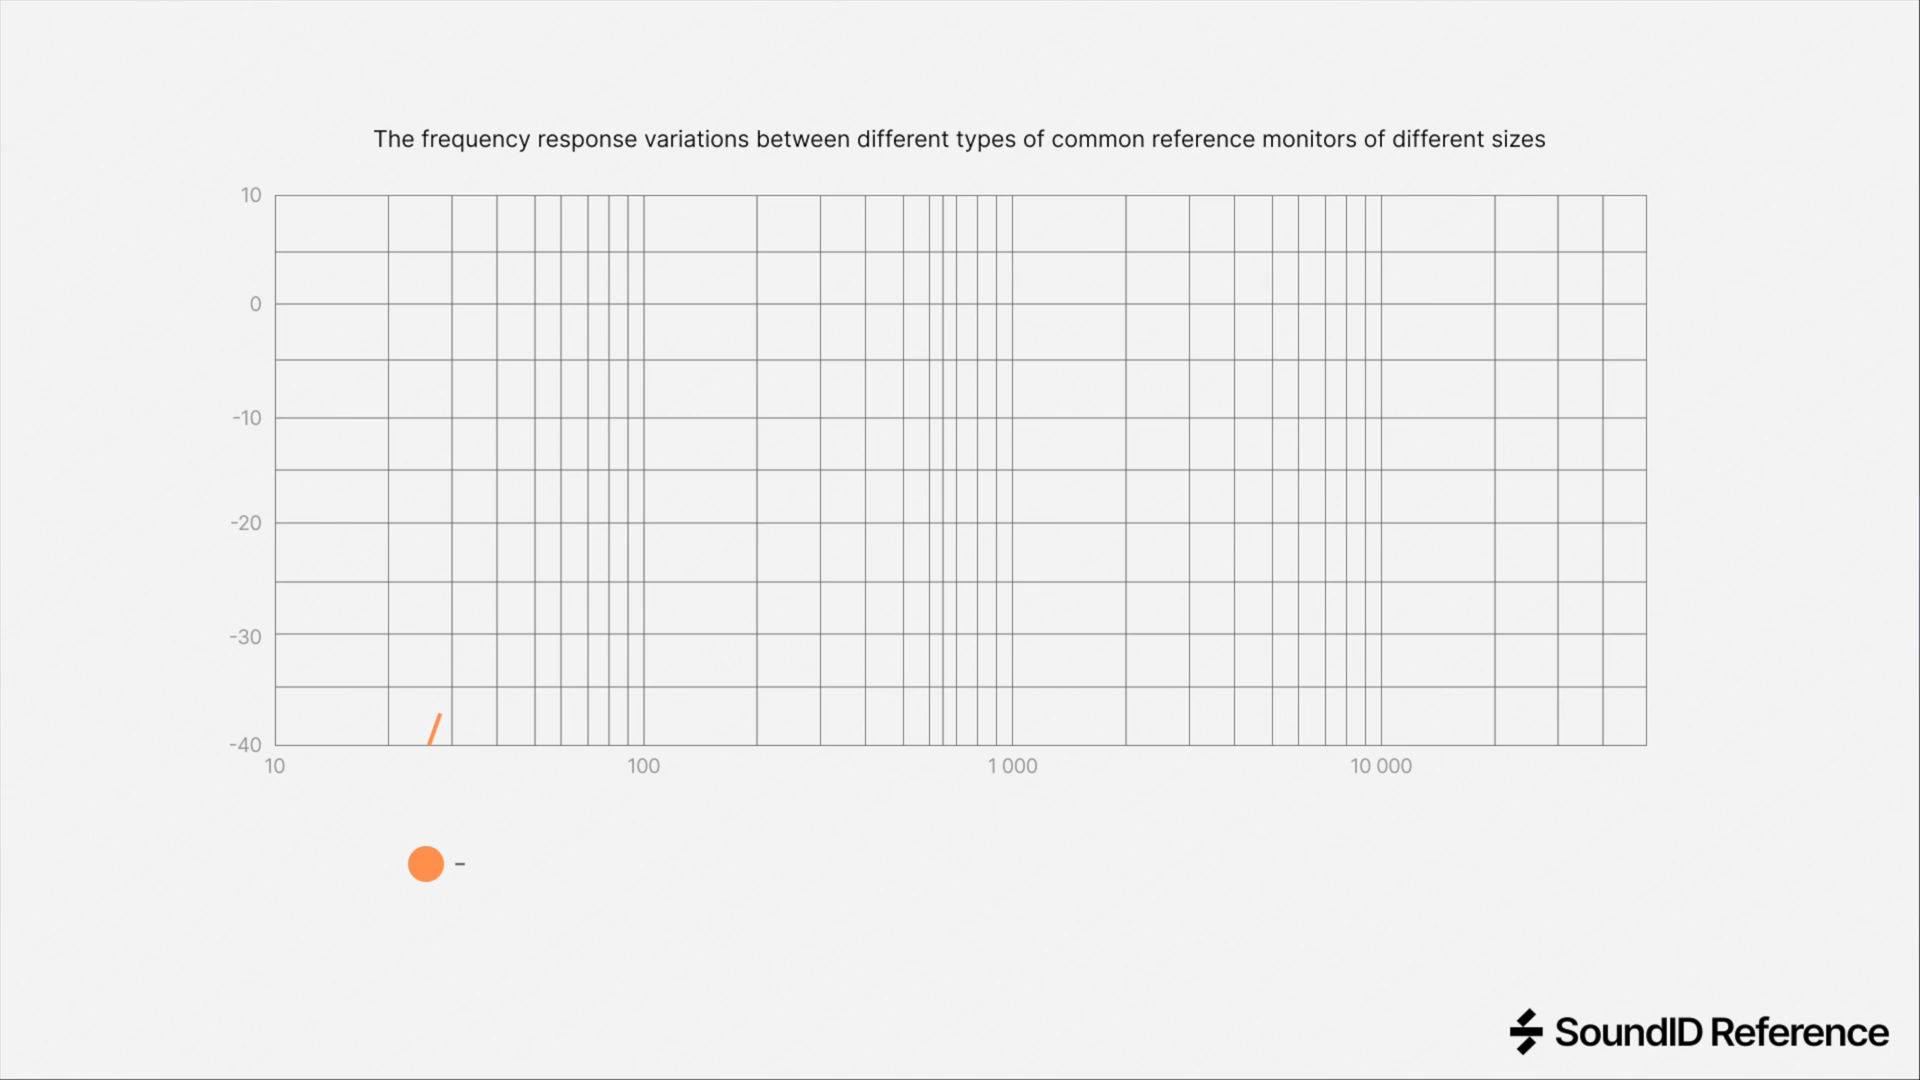 The frequency response variations between different types of common reference monitors of different sizes
10
0
-10
-20
-30
-40
10 100 1 000 10 000
-
SoundID Reference